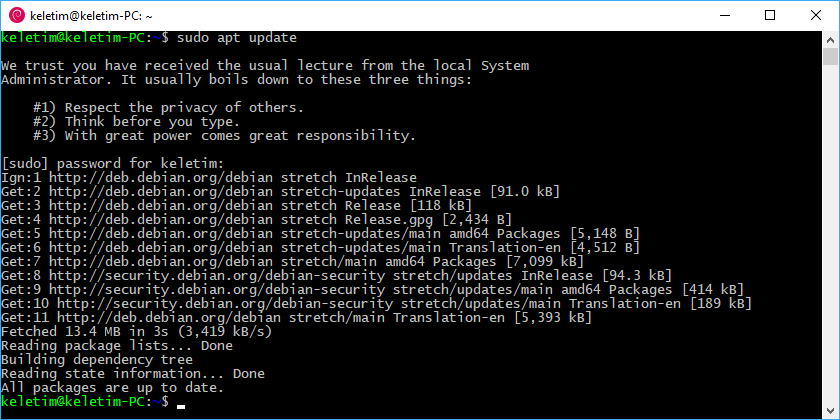 keletim@keletim-PC: ~
keletim@keletim-PC:~$ sudo apt update
We trust you have received the usual lecture from the local System
Administrator. It usually boils down to these three things:
#1) Respect the privacy of others.
#2) Think before you type.
#3) With great power comes great responsibility.
[sudo] password for keletim:
Ign:1 http://deb.debian.org/debian stretch InRelease
Get:2 http://deb.debian.org/debian stretch-updates InRelease [91.0 kB]
Get:3 http://deb.debian.org/debian stretch Release [118 kB]
Get:4 http://deb.debian.org/debian stretch Release.gpg [2,434 B]
Get:5 http://deb.debian.org/debian stretch-updates/main amd64 Packages [5,148 B]
Get:6 http://deb.debian.org/debian stretch-updates/main Translation-en [4,512 B]
Get:7 http://deb.debian.org/debian stretch/main amd64 Packages [7,099 kB]
Get:8 http://security.debian.org/debian-security stretch/updates InRelease [94.3 kB]
Get:9 http://security.debian.org/debian-security stretch/updates/main amd64 Packages [414 kB]
Get:10 http://security.debian.org/debian-security stretch/updates/main Translation-en [189 kB]
Get:11 http://deb.debian.org/debian stretch/main Translation-en [5,393 kB]
Fetched 13.4 MB in 3s (3,419 kB/s)
Reading package lists... Done
Building dependency tree
Reading state information... Done
All packages are up to date.
keletim@keletim-PC:~$